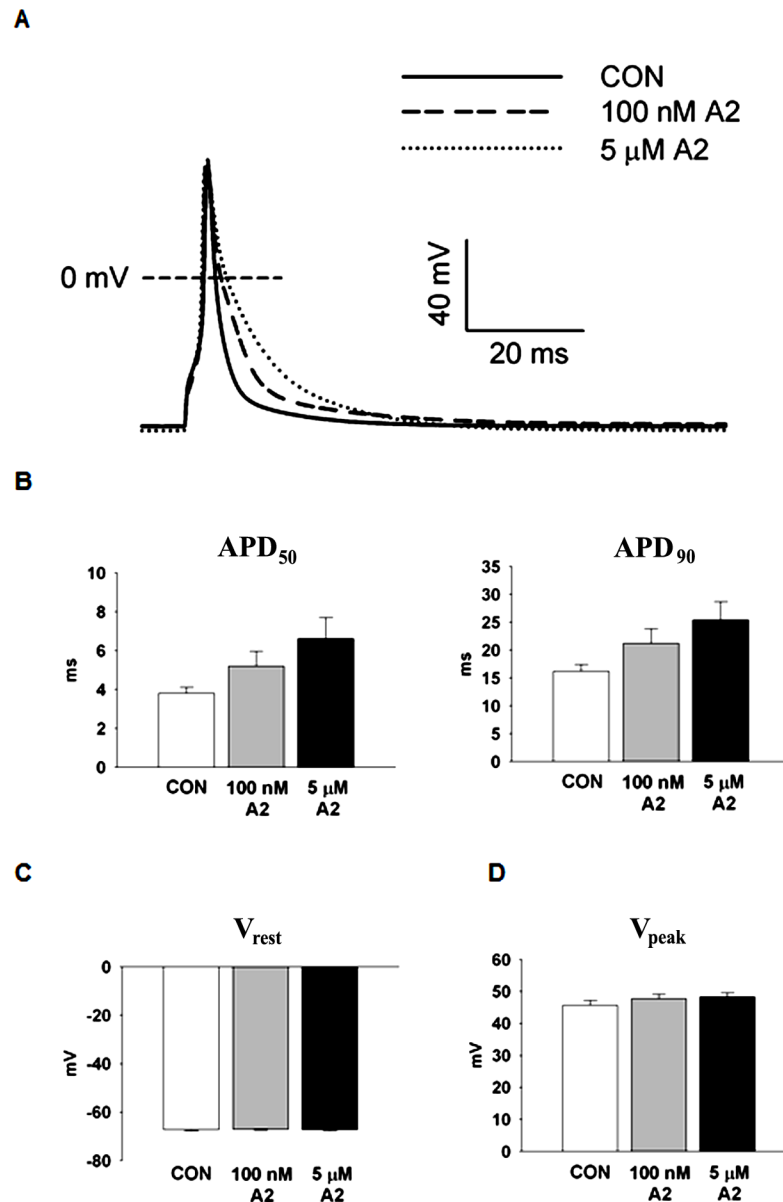 A
CON
100 nM A2
5 μM A2
0 mV
40 mV
20 ms
B
APD50
10
8
6
4
2
0
ms
CON
100 nM
A2
5 μM
A2
APD90
35
30
25
20
15
10
5
0
ms
CON
100 nM
A2
5 μM
A2
C
Vrest
0
-20
-40
-60
-80
mV
CON
100 nM
A2
5 μM
A2
D
Vpeak
60
50
40
30
20
10
0
mV
CON
100 nM
A2
5 μM
A2